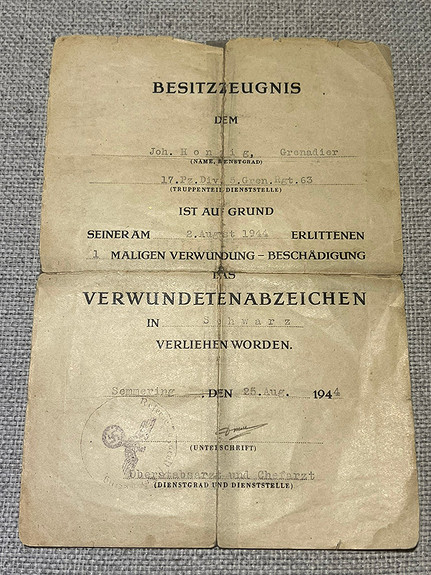 BESITZZEUGNIS
DEM
Joh. Grenadier
(NAME, DIENSTGRAD)
17.Pz.Div. 5.Gren.Rgt.63
(TRUPPENTEIL DIENSTSTELLE)
IST AUF GRUND
SEINER AM 2.August 1944 ERLITTENEN
1 MALIGEN VERWUNDUNG – BESCHÄDIGUNG
DAS
VERWUNDETENABZEICHEN
IN Schwarz
VERLIEHEN WORDEN.
Semmering , DEN 25.Aug. 1944
(UNTERSCHRIFT)
Oberstabsarzt und Chefarzt
(DIENSTGRAD UND DIENSTSTELLE)